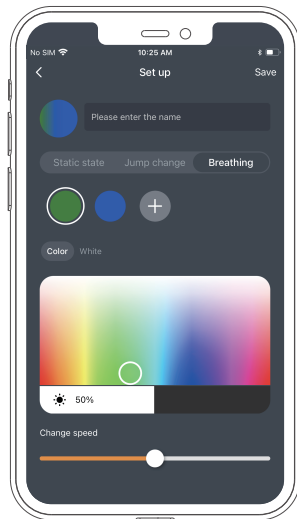 No SIM 10:25 AM
Set up Save
Please enter the name
Static state Jump change Breathing
Color White
50%
Change speed